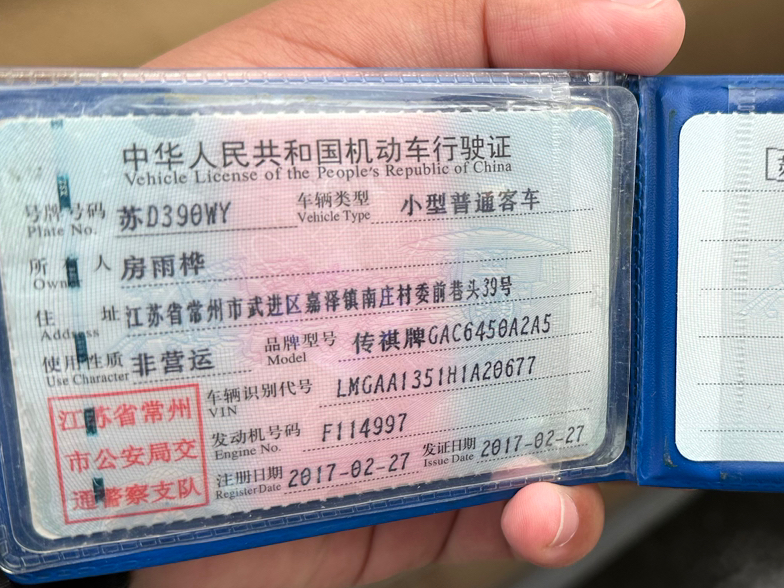 中华人民共和国机动车行驶证
Vehicle License of the People's Republic of China
号牌号码 苏D390WY 车辆类型 小型普通客车
Plate No. Vehicle Type
所有人 房雨桦
Owner
住址 江苏省常州市武进区嘉泽镇南庄村委前巷头39号
Address
使用性质 非营运 品牌型号 传祺牌GAC6450A2A5
Use Character Model
车辆识别代号 LMGAA1351H1A20677
VIN
发动机号码 F114997
Engine No.
注册日期 2017-02-27 发证日期 2017-02-27
Register Date Issue Date
江苏省常州
市公安局交
通警察支队